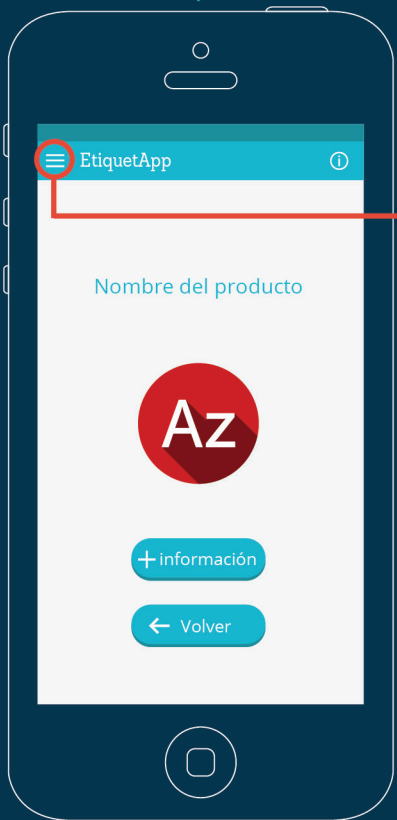 EtiquetApp
Nombre del producto
Az
+ información
Volver